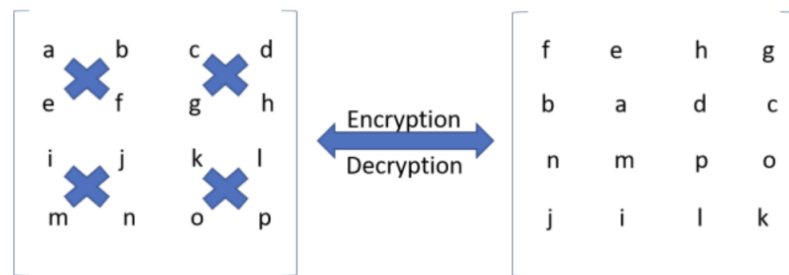 a b c d
e f g h
i j k l
m n o p
Encryption
Decryption
f e h g
b a d c
n m p o
j i l k